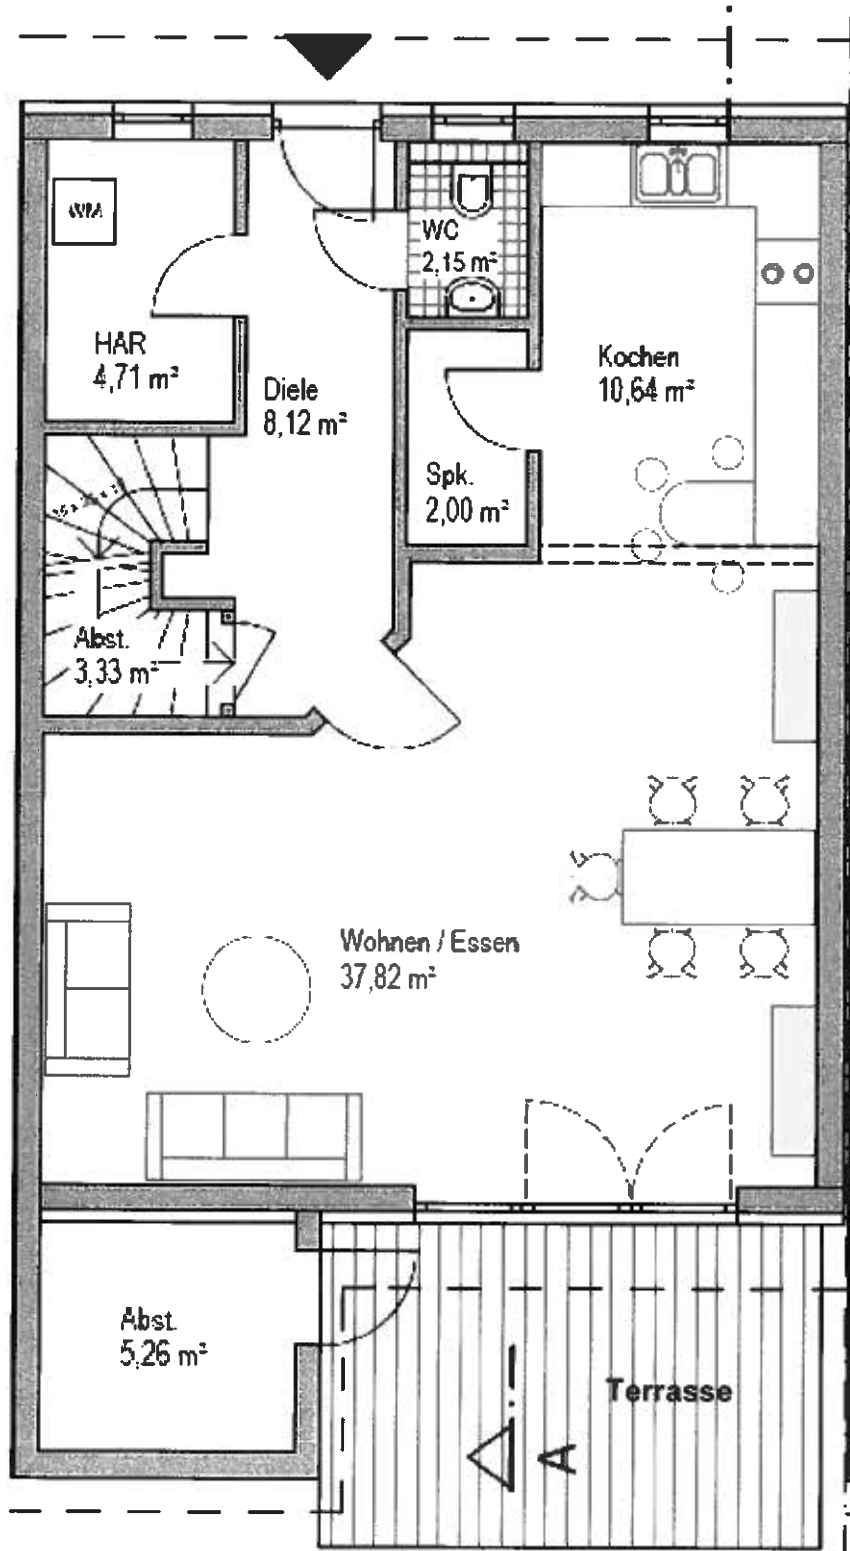 WM
WC
2,15 m²
HAR
4,71 m²
Kochen
10,64 m²
Diele
8,12 m²
Spk.
2,00 m²
Abst.
3,33 m²
Wohnen / Essen
37,82 m²
Abst.
5,26 m²
Terrasse
A